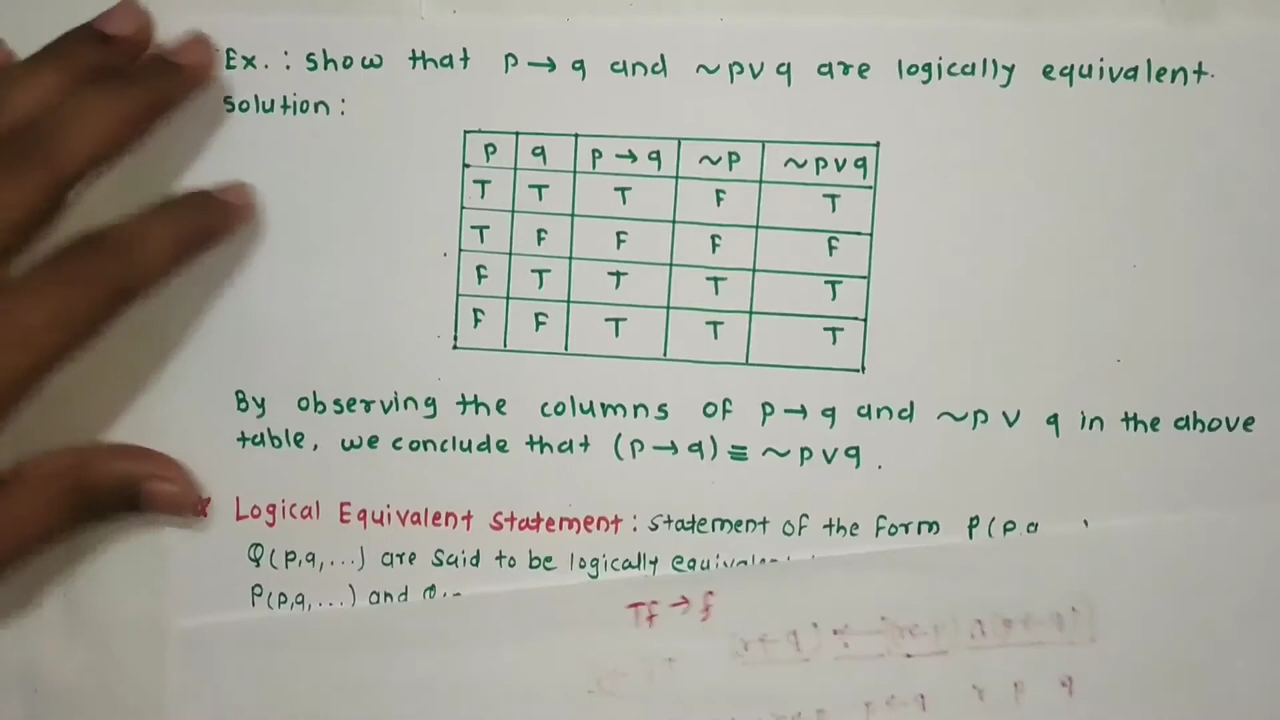 Ex. : show that p → q and ~p∨q are logically equivalent.
solution :
p q p → q ~p ~p∨q
T T T F T
T F F F F
F T T T T
F F T T T
By observing the columns of p → q and ~p ∨ q in the above
table, we conclude that (p → q) ≡ ~p∨q .
Logical Equivalent statement : statement of the form P(p,q
Q(p,q,...) are said to be logically
P(p,q,...) and
Tf → f